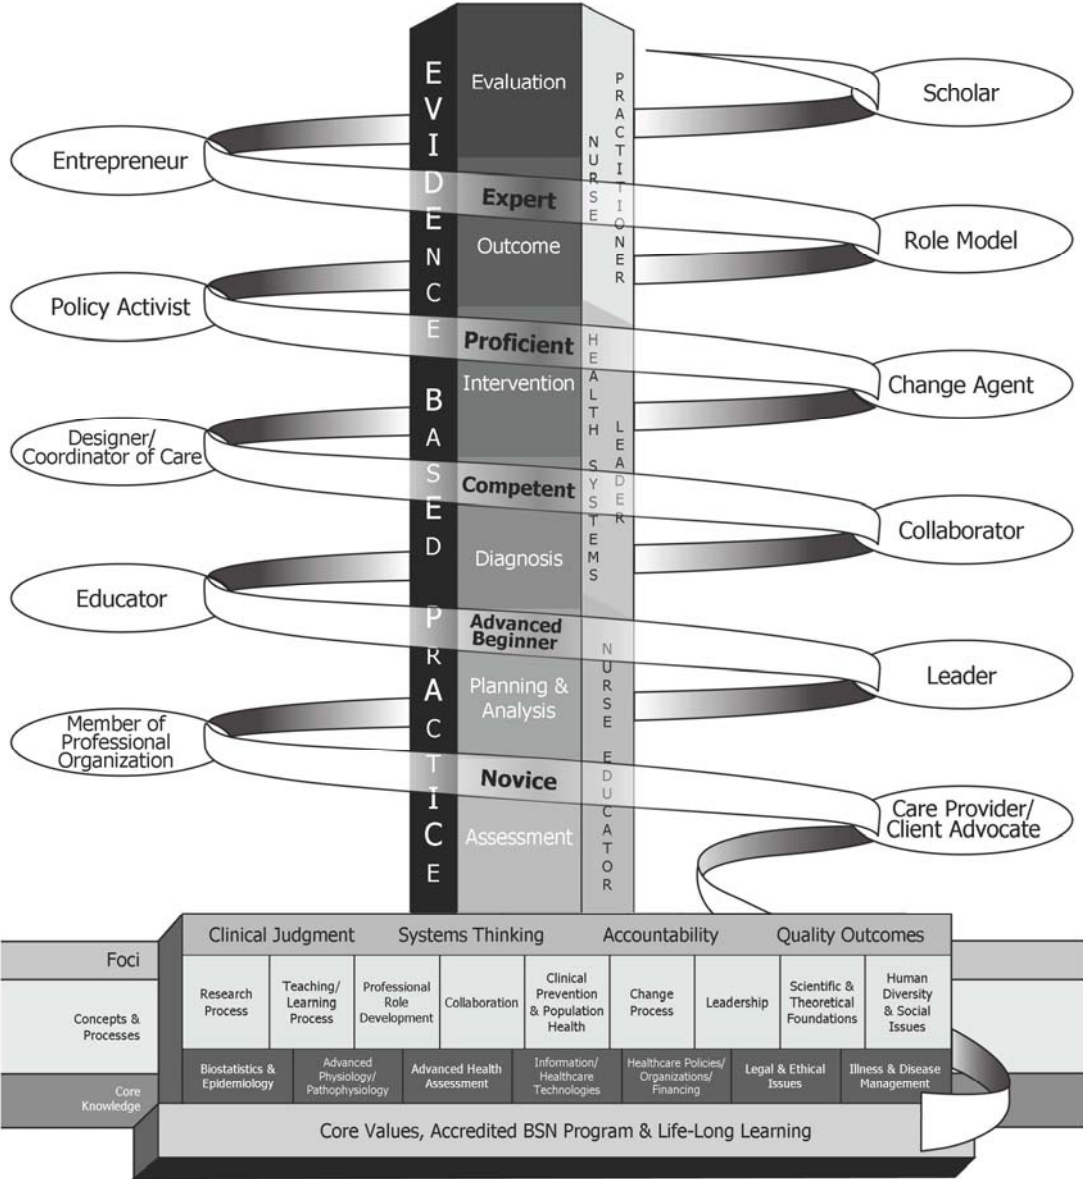 EVIDENCE BASED PRACTICE
Evaluation
Expert
Outcome
Proficient
Intervention
Competent
Diagnosis
Advanced
Beginner
Planning &
Analysis
Novice
Assessment
NURSE
PRACTITIONER
HEALTH SYSTEMS
LEADER
NURSE EDUCATOR
Entrepreneur
Policy Activist
Designer/
Coordinator of Care
Educator
Member of
Professional
Organization
Scholar
Role Model
Change Agent
Collaborator
Leader
Care Provider/
Client Advocate
Foci
Clinical Judgment
Systems Thinking
Accountability
Quality Outcomes
Concepts &
Processes
Research
Process
Teaching/
Learning
Process
Professional
Role
Development
Collaboration
Clinical
Prevention
& Population
Health
Change
Process
Leadership
Scientific &
Theoretical
Foundations
Human
Diversity
& Social
Issues
Core
Knowledge
Biostatistics &
Epidemiology
Advanced
Physiology/
Pathophysiology
Advanced Health
Assessment
Information/
Healthcare
Technologies
Healthcare Policies/
Organizations/
Financing
Legal & Ethical
Issues
Illness & Disease
Management
Core Values, Accredited BSN Program & Life-Long Learning